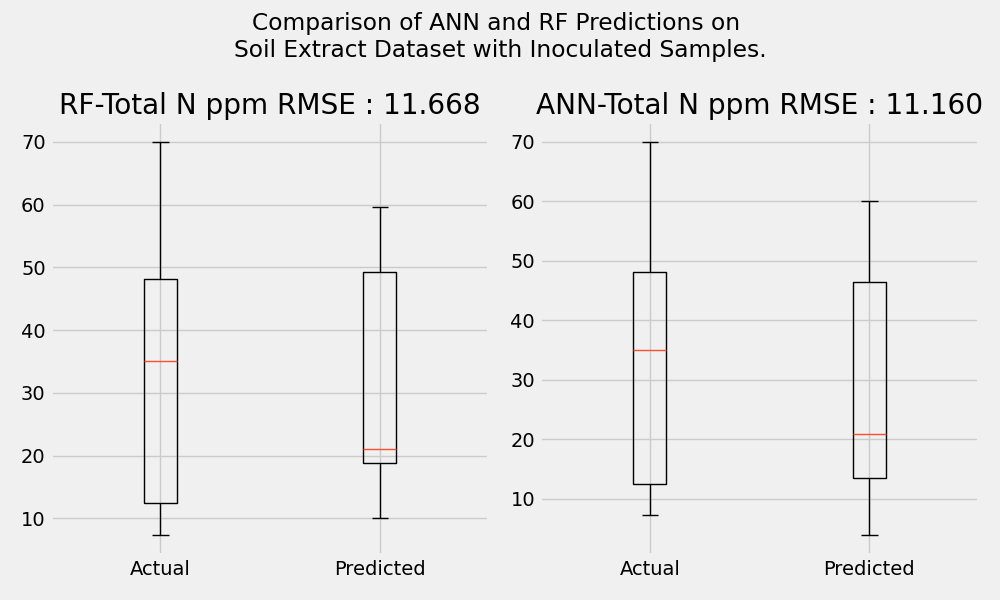 Comparison of ANN and RF Predictions on
Soil Extract Dataset with Inoculated Samples.
RF-Total N ppm RMSE : 11.668
70
60
50
40
30
20
10
Actual
Predicted
ANN-Total N ppm RMSE : 11.160
70
60
50
40
30
20
10
Actual
Predicted